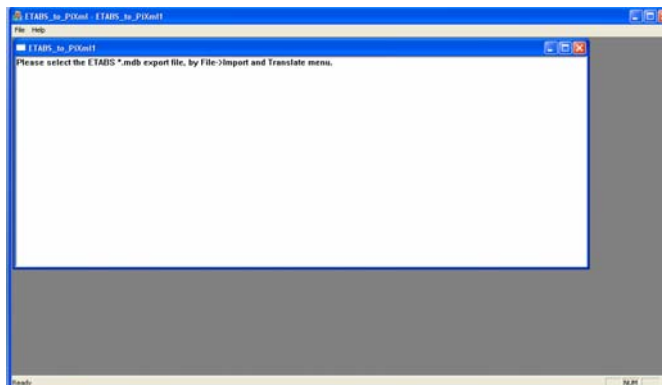 ETABS_to_PiXml - ETABS_to_PiXml1
File Help
ETABS_to_PiXml1
Please select the ETABS *.mdb export file, by File->Import and Translate menu.
Ready
NUM